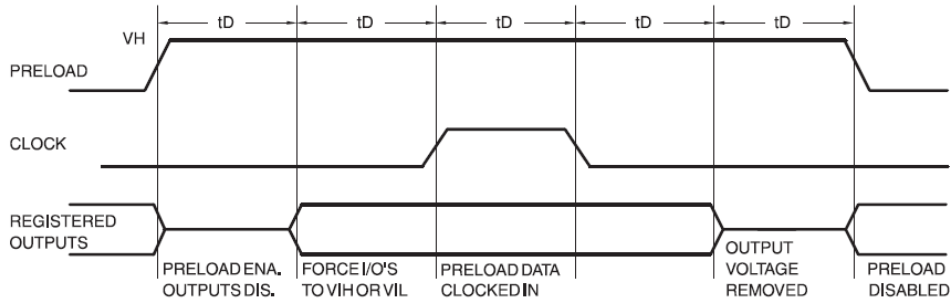 tD tD tD tD tD
VH
PRELOAD
CLOCK
REGISTERED
OUTPUTS
PRELOAD ENA.
OUTPUTS DIS.
FORCE I/O'S
TO VIH OR VIL
PRELOAD DATA
CLOCKED IN
OUTPUT
VOLTAGE
REMOVED
PRELOAD
DISABLED